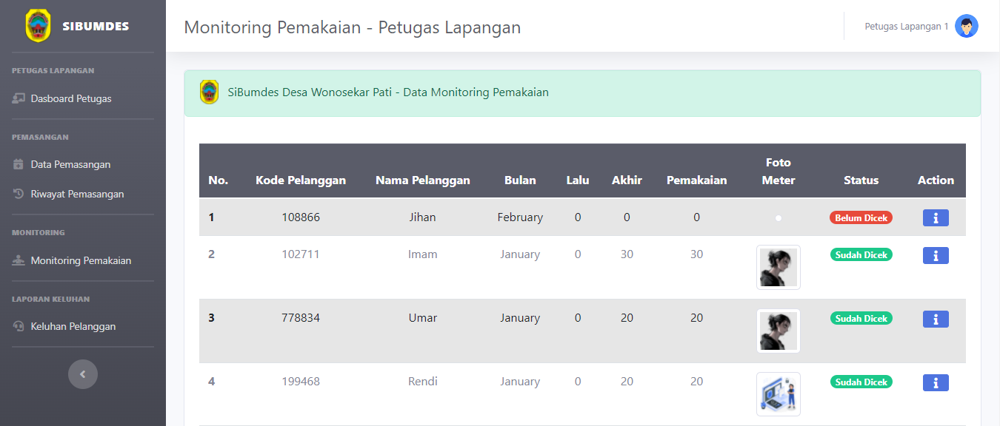 SIBUMDES
Monitoring Pemakaian - Petugas Lapangan
Petugas Lapangan 1
PETUGAS LAPANGAN
Dasboard Petugas
PEMASANGAN
Data Pemasangan
Riwayat Pemasangan
MONITORING
Monitoring Pemakaian
LAPORAN KELUHAN
Keluhan Pelanggan
SiBumdes Desa Wonosekar Pati - Data Monitoring Pemakaian
No. Kode Pelanggan Nama Pelanggan Bulan Lalu Akhir Pemakaian Foto Meter Status Action
1 108866 Jihan February 0 0 0 Belum Dicek
2 102711 Imam January 0 30 30 Sudah Dicek
3 778834 Umar January 0 20 20 Sudah Dicek
4 199468 Rendi January 0 20 20 Sudah Dicek